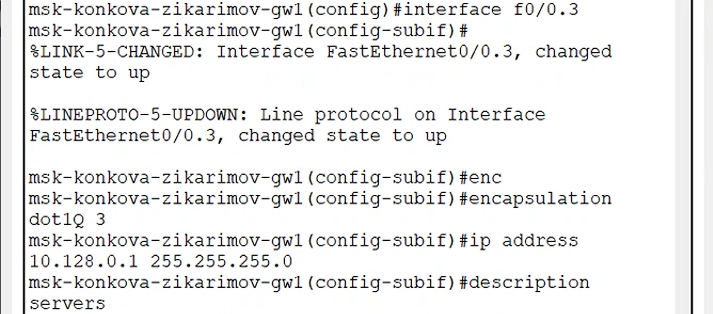 msk-konkova-zikarimov-gw1(config)#interface f0/0.3
msk-konkova-zikarimov-gw1(config-subif)#
%LINK-5-CHANGED: Interface FastEthernet0/0.3, changed
state to up
%LINEPROTO-5-UPDOWN: Line protocol on Interface
FastEthernet0/0.3, changed state to up
msk-konkova-zikarimov-gw1(config-subif)#enc
msk-konkova-zikarimov-gw1(config-subif)#encapsulation
dot1Q 3
msk-konkova-zikarimov-gw1(config-subif)#ip address
10.128.0.1 255.255.255.0
msk-konkova-zikarimov-gw1(config-subif)#description
servers